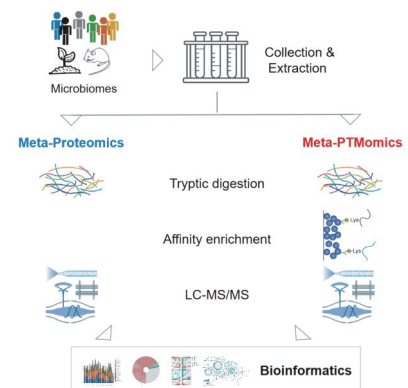 Microbiomes
Collection &
Extraction
Meta-Proteomics
Meta-PTMomics
Tryptic digestion
Affinity enrichment
Lys
Lys
LC-MS/MS
Bioinformatics